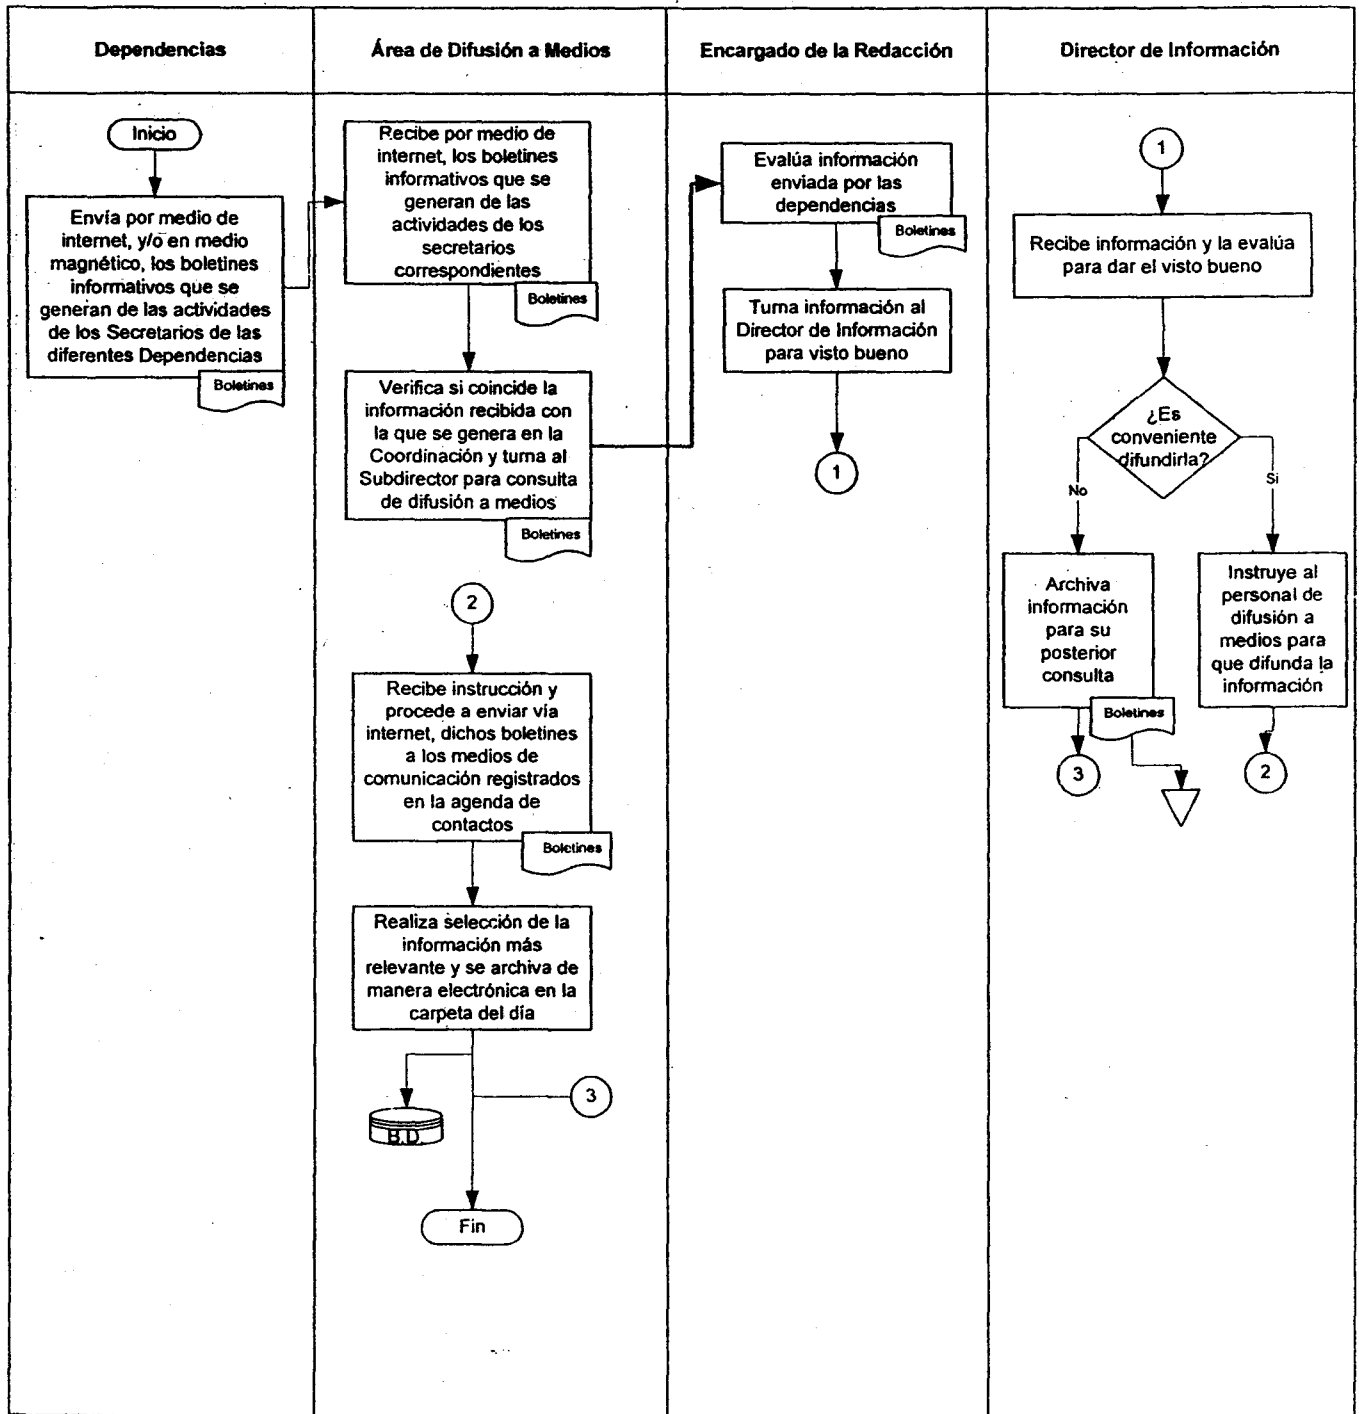 Dependencias
Área de Difusión a Medios
Encargado de la Redacción
Director de Información
Inicio
Envía por medio de
internet, y/o en medio
magnético, los boletines
informativos que se
generan de las actividades
de los Secretarios de las
diferentes Dependencias
Boletines
Recibe por medio de
internet, los boletines
informativos que se
generan de las
actividades de los
secretarios
correspondientes
Boletines
Verifica si coincide la
información recibida con
la que se genera en la
Coordinación y turna al
Subdirector para consulta
de difusión a medios
Boletines
2
Recibe instrucción y
procede a enviar vía
internet, dichos boletines
a los medios de
comunicación registrados
en la agenda de
contactos
Boletines
Realiza selección de la
información más
relevante y se archiva de
manera electrónica en la
carpeta del día
3
B.D.
Fin
Evalúa información
enviada por las
dependencias
Boletines
Turna información al
Director de Información
para visto bueno
1
1
Recibe información y la evalúa
para dar el visto bueno
¿Es
conveniente
difundirla?
No
Si
Archiva
información
para su
posterior
consulta
Boletines
3
Instruye al
personal de
difusión a
medios para
que difunda la
información
2